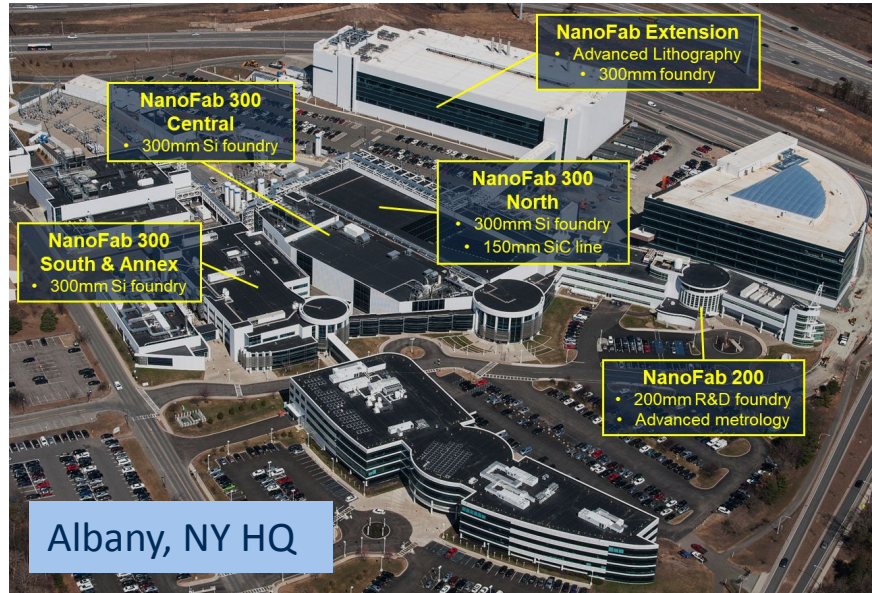 NanoFab Extension
• Advanced Lithography
• 300mm foundry
NanoFab 300
Central
• 300mm Si foundry
NanoFab 300
North
• 300mm Si foundry
• 150mm SiC line
NanoFab 300
South & Annex
• 300mm Si foundry
NanoFab 200
• 200mm R&D foundry
• Advanced metrology
Albany, NY HQ